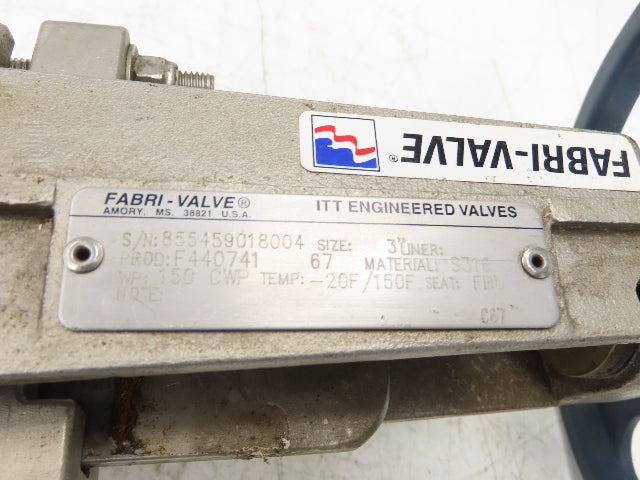 FABRI-VALVE®
FABRI-VALVE® ITT ENGINEERED VALVES
AMORY, MS. 38821 U.S.A.
S/N: 855459018004 SIZE: 3" LINER:
PROD: F440741 67 MATERIAL: S316
WP: 150 CWP TEMP: -20F/150F SEAT:
NOTE:
C67